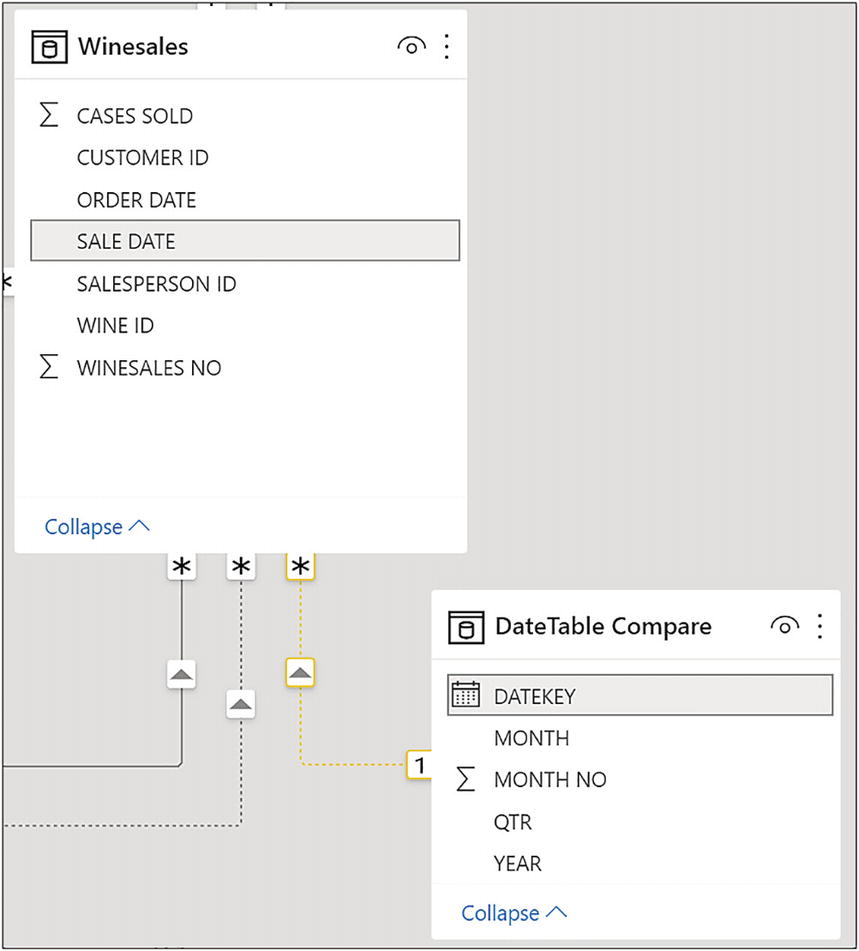 Winesales
CASES SOLD
CUSTOMER ID
ORDER DATE
SALE DATE
SALESPERSON ID
WINE ID
WINESALES NO
Collapse
*
* * *
DateTable Compare
1
DATEKEY
MONTH
MONTH NO
QTR
YEAR
Collapse